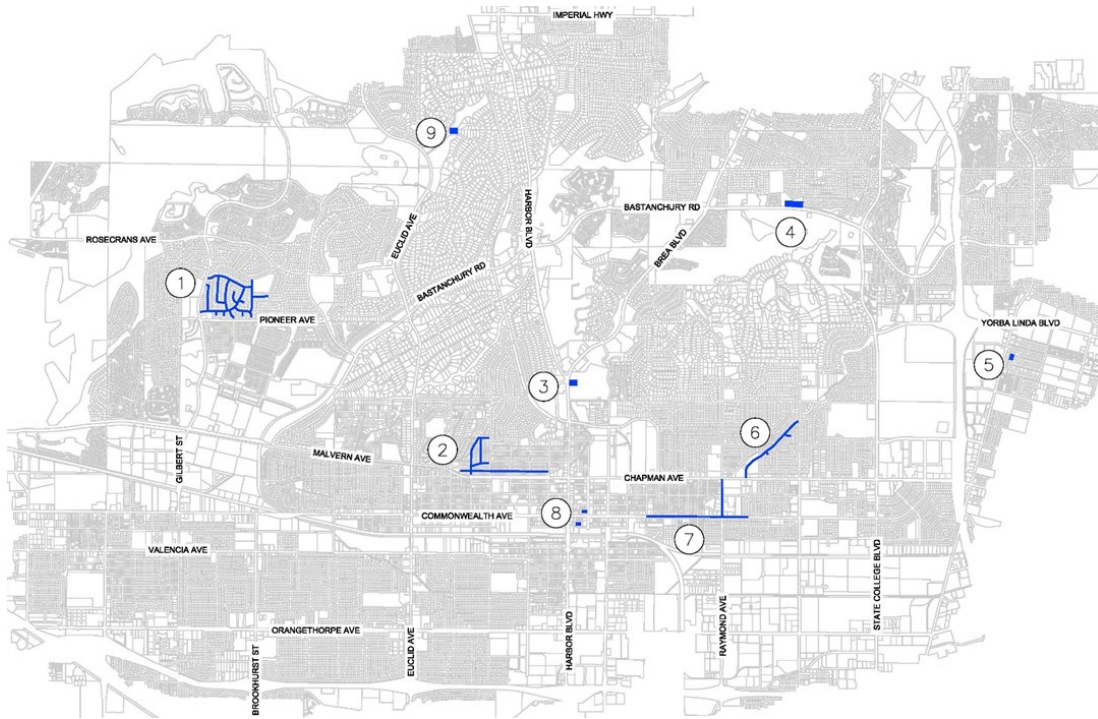 IMPERIAL HWY
9
HARBOR BLVD
BASTANCHURY RD
4
EUCLID AVE
BREA BLVD
ROSECRANS AVE
1
BASTANCHURY RD
PIONEER AVE
YORBA LINDA BLVD
5
3
6
2
MALVERN AVE
GILBERT ST
CHAPMAN AVE
COMMONWEALTH AVE
8
7
VALENCIA AVE
STATE COLLEGE BLVD
RAYMOND AVE
ORANGETHORPE AVE
EUCLID AVE
HARBOR BLVD
BROOKHURST ST